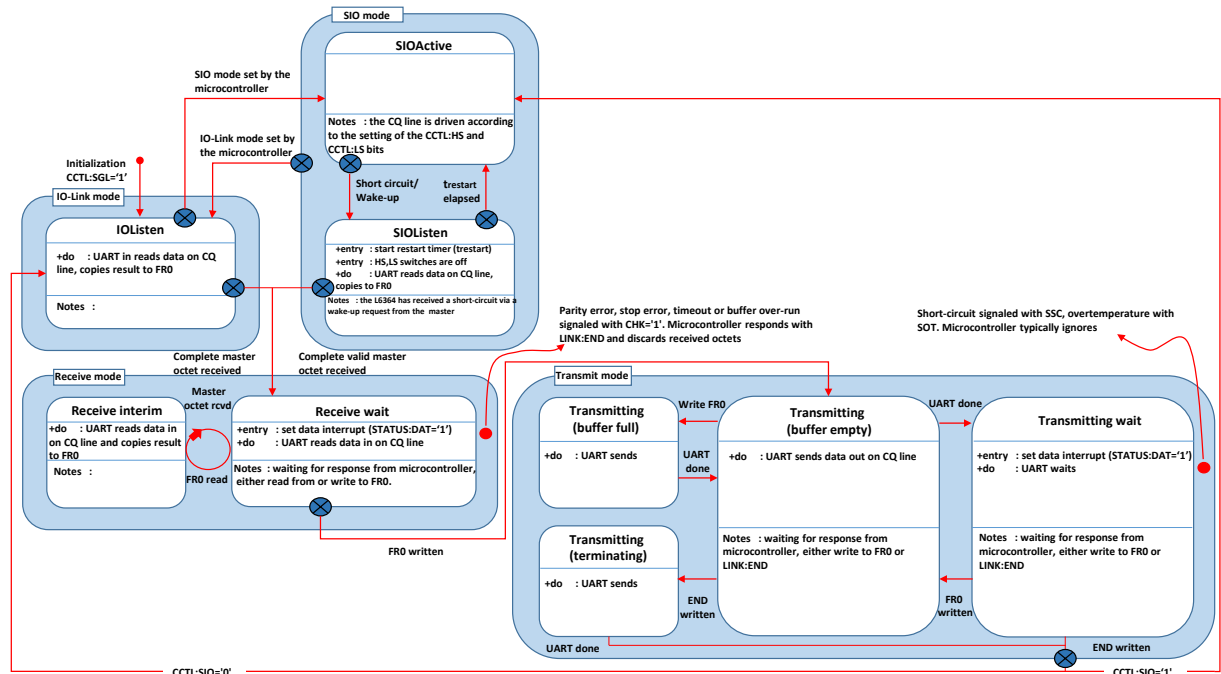 SIO mode
SIOActive
Notes : the CQ line is driven according
to the setting of the CCTL:HS and
CCTL:LS bits
SIO mode set by the
microcontroller
IO-Link mode set by
the microcontroller
Initialization
CCTL:SGL='1'
Short circuit/
Wake-up
trestart
elapsed
IO-Link mode
IOListen
+do : UART in reads data on CQ
line, copies result to FR0
Notes :
SIOListen
+entry : start restart timer (trestart)
+entry : HS,LS switches are off
+do : UART reads data on CQ line,
copies to FR0
Notes : the L6364 has received a short-circuit via a
wake-up request from the master
Parity error, stop error, timeout or buffer over-run
signaled with CHK='1'. Microcontroller responds with
LINK:END and discards received octets
Short-circuit signaled with SSC, overtemperature with
SOT. Microcontroller typically ignores
Complete master
octet received
Complete valid master
octet received
Receive mode
Receive interim
+do : UART reads data in
on CQ line and copies result
to FR0
Notes :
Master
octet rcvd
FR0 read
Receive wait
+entry : set data interrupt (STATUS:DAT='1')
+do : UART reads data in on CQ line
Notes : waiting for response from microcontroller,
either read from or write to FR0.
FR0 written
Transmit mode
Transmitting
(buffer full)
+do : UART sends
Write FR0
UART
done
Transmitting
(buffer empty)
+do : UART sends data out on CQ line
Notes : waiting for response from
microcontroller, either write to FR0 or
LINK:END
UART done
Transmitting wait
+entry : set data interrupt (STATUS:DAT='1')
+do : UART waits
Notes : waiting for response from
microcontroller, either write to FR0 or
LINK:END
Transmitting
(terminating)
+do : UART sends
END
written
FR0
written
UART done
END written
CCTL:SIO='0'
CCTL:SIO='1'